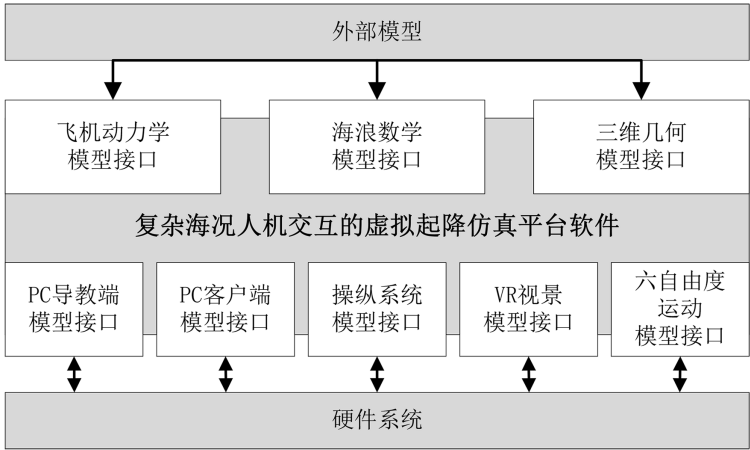 外部模型
飞机动力学
模型接口
海浪数学
模型接口
三维几何
模型接口
复杂海况人机交互的虚拟起降仿真平台软件
PC导教端
模型接口
PC客户端
模型接口
操纵系统
模型接口
VR视景
模型接口
六自由度
运动
模型接口
硬件系统